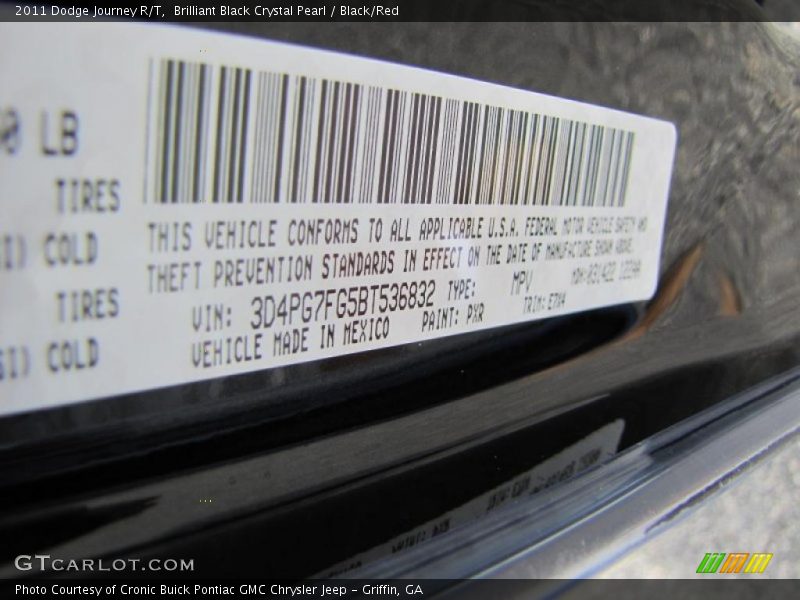 2011 Dodge Journey R/T, Brilliant Black Crystal Pearl / Black/Red
LB
TIRES
COLD
TIRES
COLD
THIS VEHICLE CONFORMS TO ALL APPLICABLE U.S.A. FEDERAL MOTOR VEHICLE SAFETY AND
THEFT PREVENTION STANDARDS IN EFFECT ON THE DATE OF MANUFACTURE SHOWN ABOVE.
VIN: 3D4PG7FG5BT536832 TYPE: MPV
VEHICLE MADE IN MEXICO PAINT: PXR TRIM:
GTCARLOT.COM
Photo Courtesy of Cronic Buick Pontiac GMC Chrysler Jeep – Griffin, GA